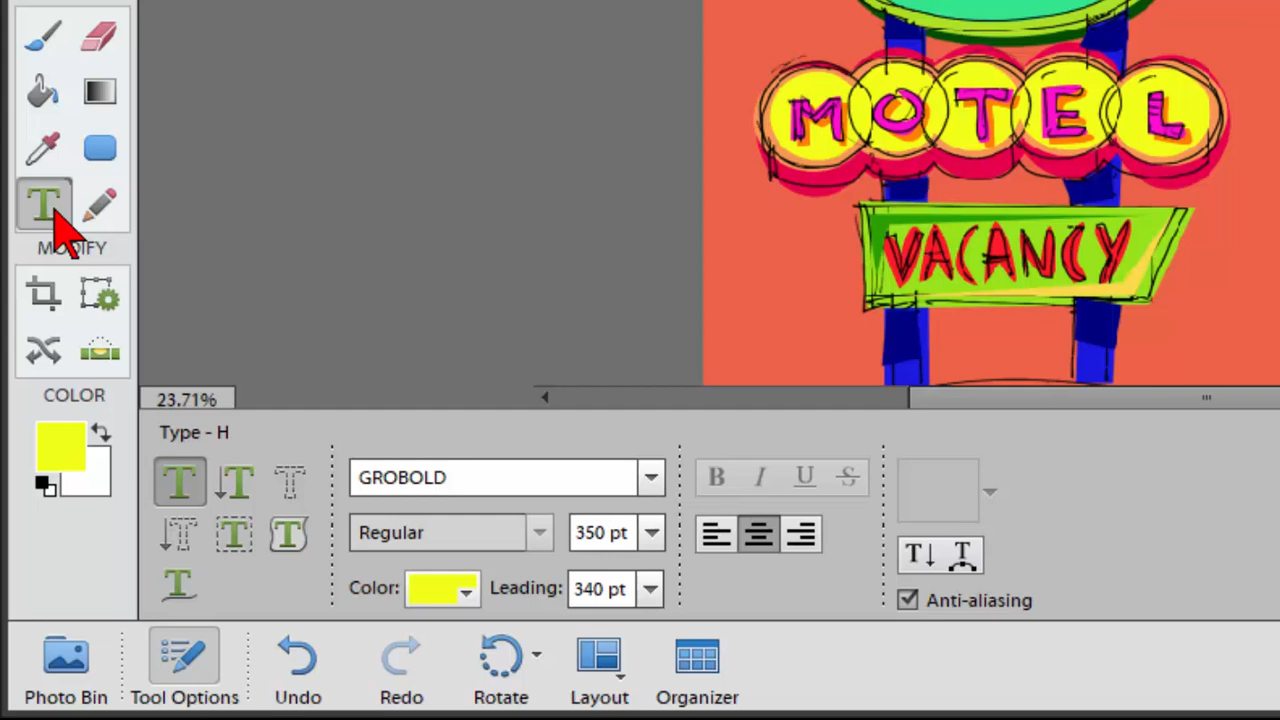 MOTEL
VACANCY
MODIFY
COLOR
23.71%
Type - H
GROBOLD
B I U S
Regular
350 pt
Color:
Leading:
340 pt
Anti-aliasing
Photo Bin
Tool Options
Undo
Redo
Rotate
Layout
Organizer